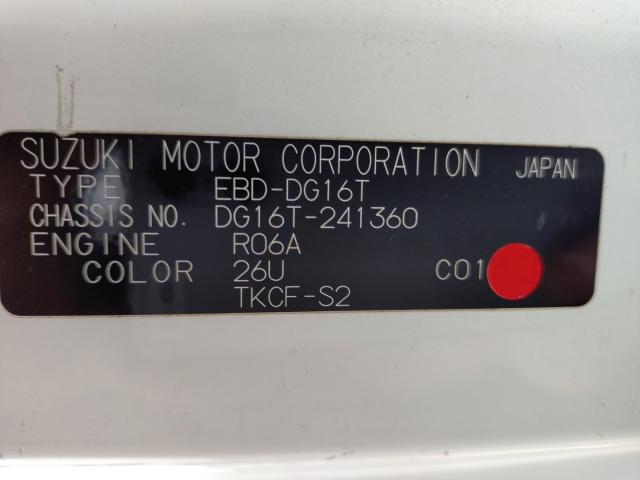 SUZUKI MOTOR CORPORATION JAPAN
TYPE EBD-DG16T
CHASSIS NO. DG16T-241360
ENGINE R06A
COLOR 26U C01
TKCF-S2